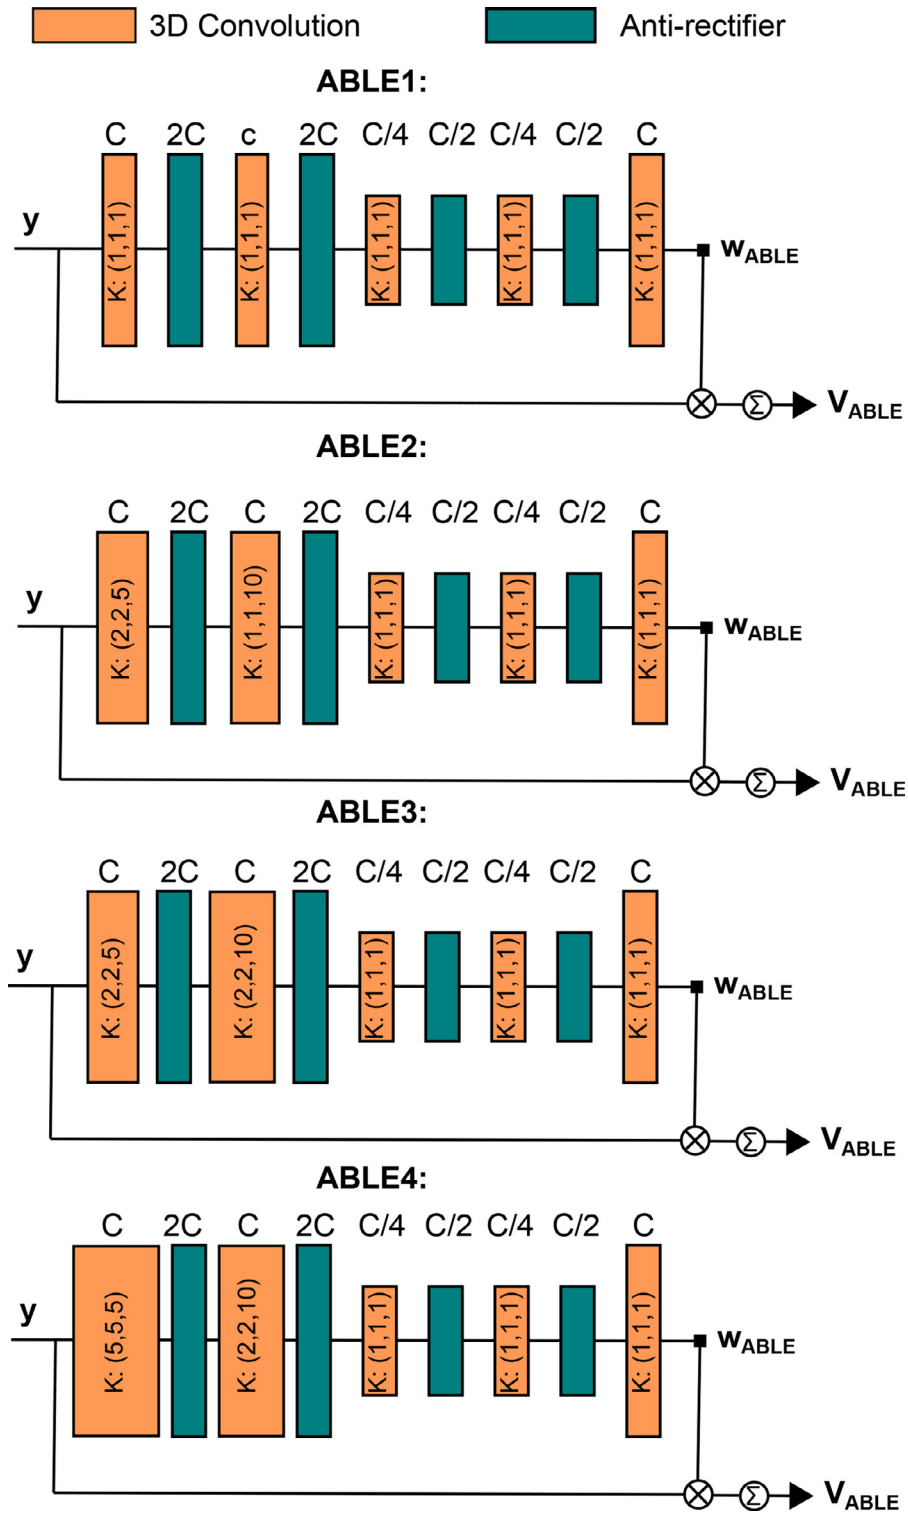 3D Convolution Anti-rectifier
ABLE1:
C 2C c 2C C/4 C/2 C/4 C/2 C
y
K: (1,1,1) K: (1,1,1) K: (1,1,1) K: (1,1,1) K: (1,1,1)
wABLE
Σ VABLE
ABLE2:
C 2C C 2C C/4 C/2 C/4 C/2 C
y
K: (2,2,5) K: (1,1,10) K: (1,1,1) K: (1,1,1) K: (1,1,1)
wABLE
Σ VABLE
ABLE3:
C 2C C 2C C/4 C/2 C/4 C/2 C
y
K: (2,2,5) K: (2,2,10) K: (1,1,1) K: (1,1,1) K: (1,1,1)
wABLE
Σ VABLE
ABLE4:
C 2C C 2C C/4 C/2 C/4 C/2 C
y
K: (5,5,5) K: (2,2,10) K: (1,1,1) K: (1,1,1) K: (1,1,1)
wABLE
Σ VABLE